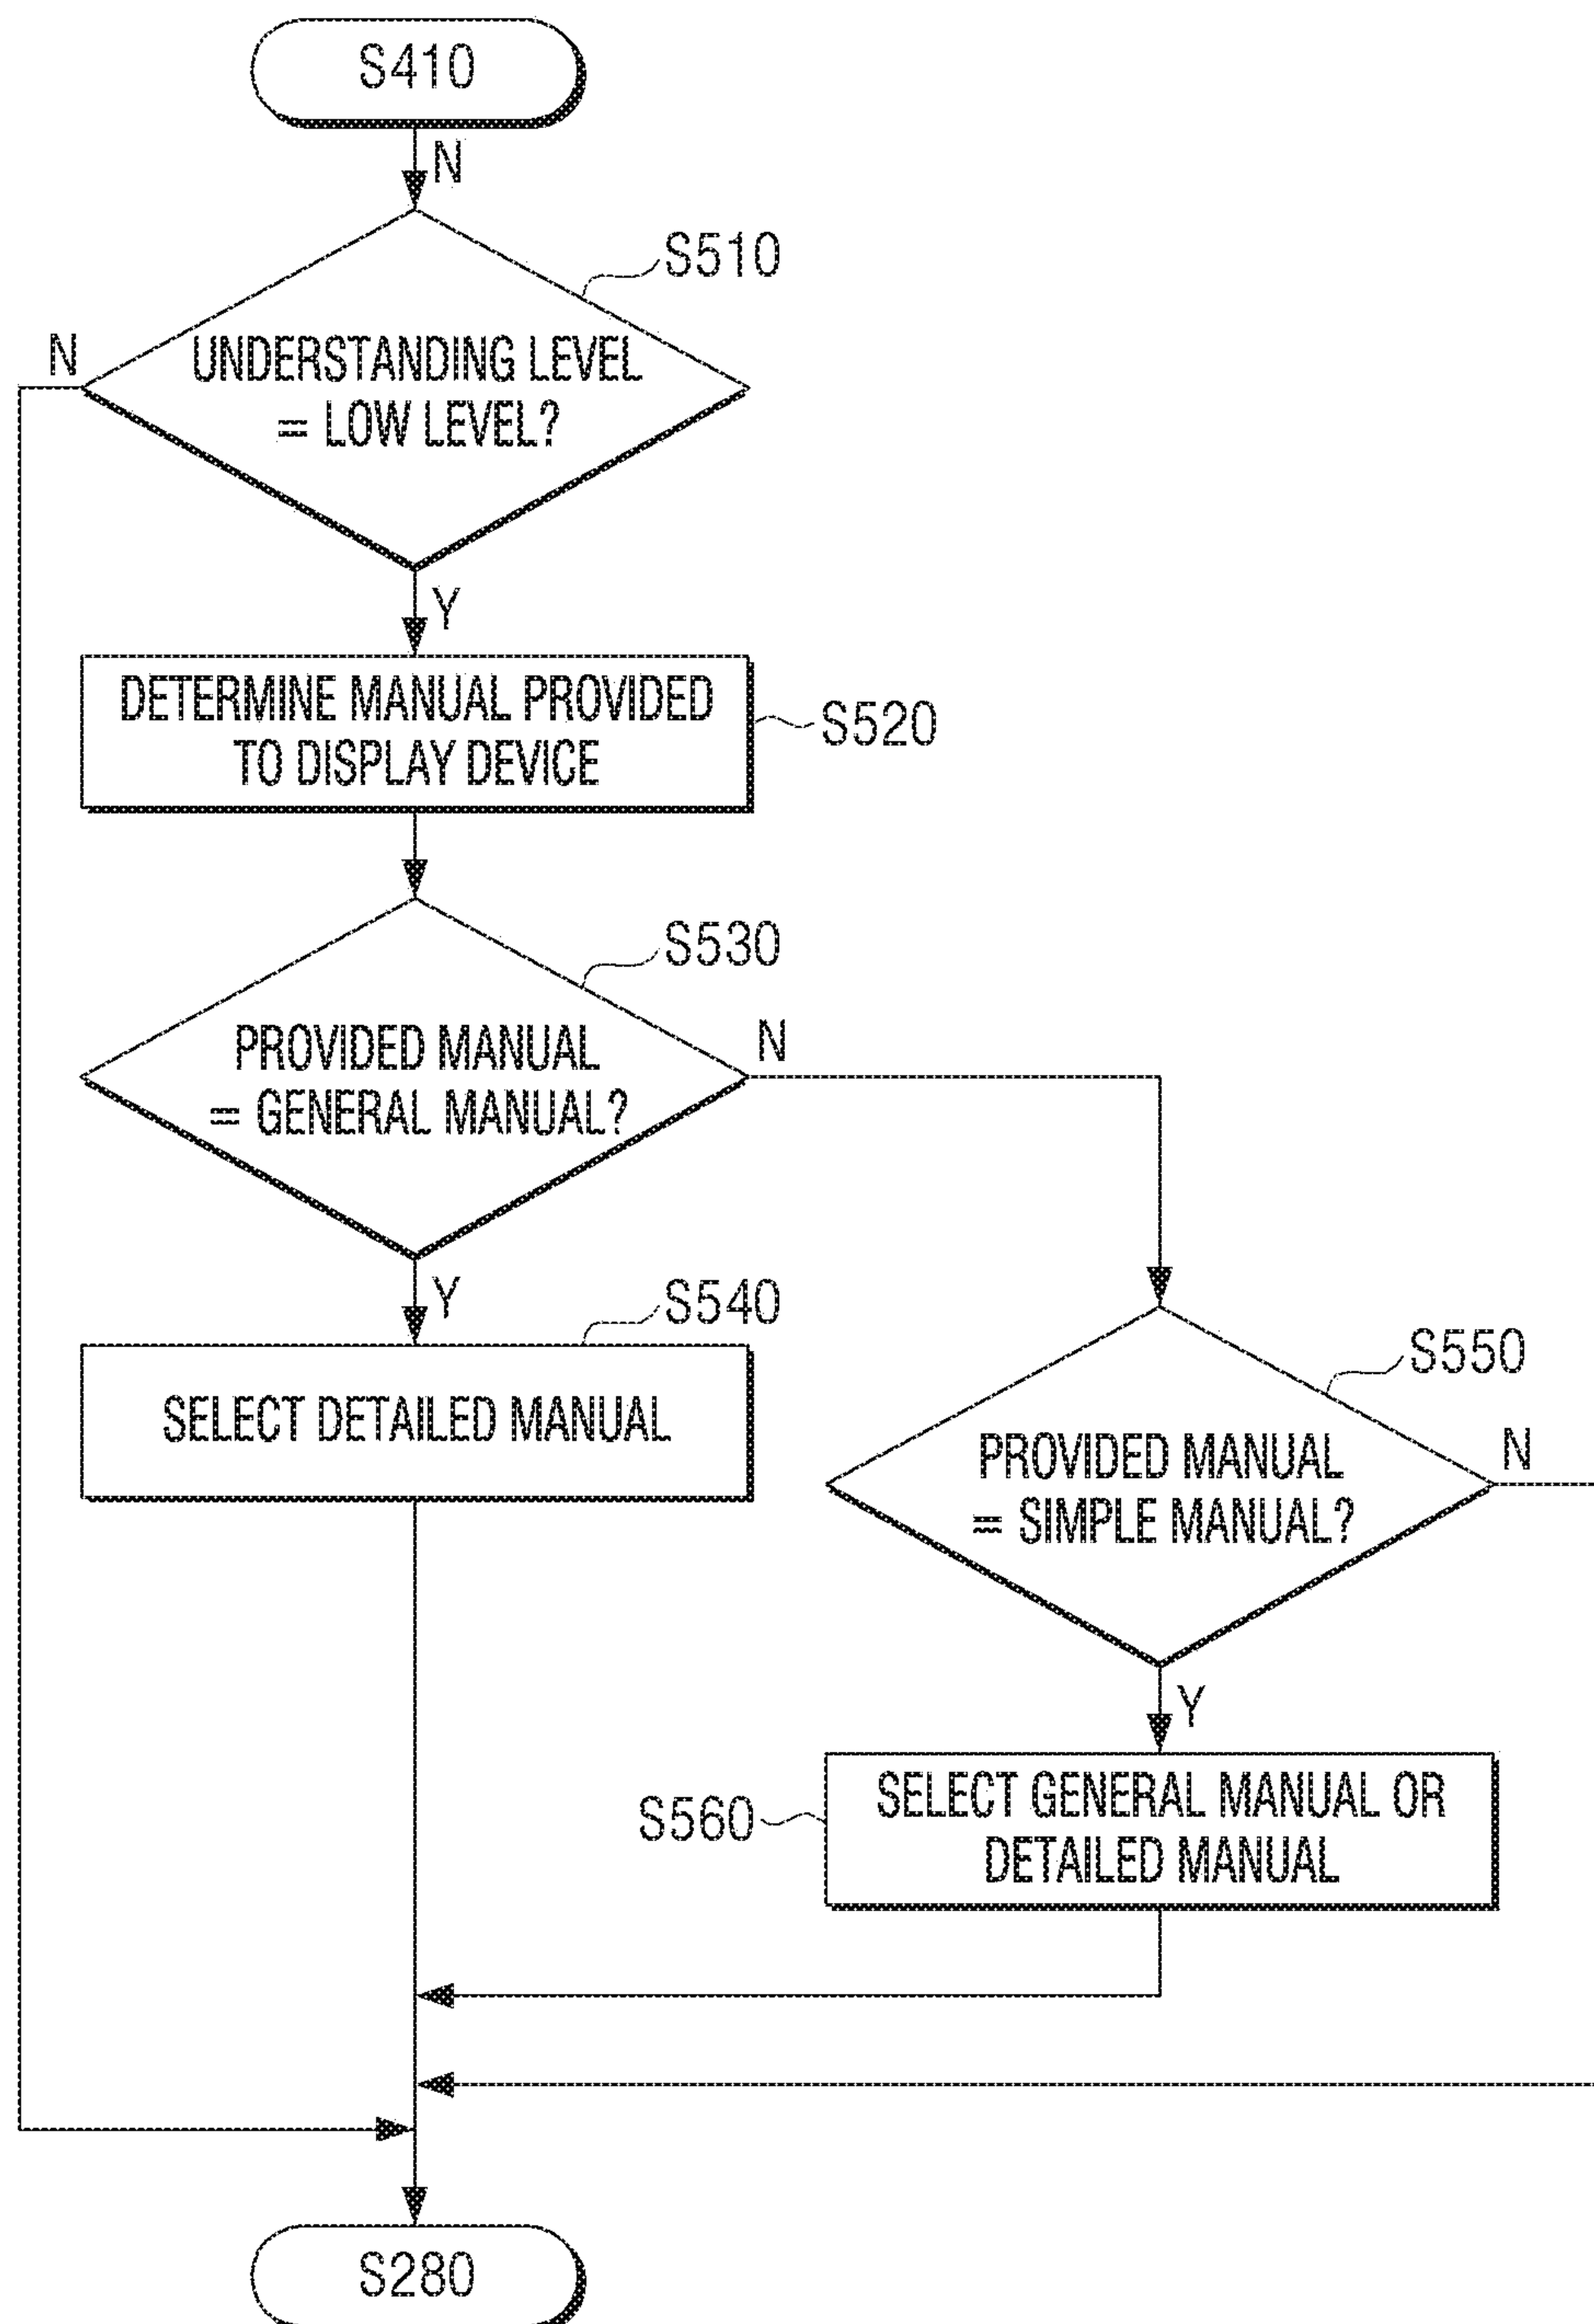 S410
N
S510
N
UNDERSTANDING LEVEL
= LOW LEVEL?
Y
DETERMINE MANUAL PROVIDED
TO DISPLAY DEVICE
S520
S530
N
PROVIDED MANUAL
= GENERAL MANUAL?
Y
S540
SELECT DETAILED MANUAL
S550
N
PROVIDED MANUAL
= SIMPLE MANUAL?
Y
S560
SELECT GENERAL MANUAL OR
DETAILED MANUAL
S280